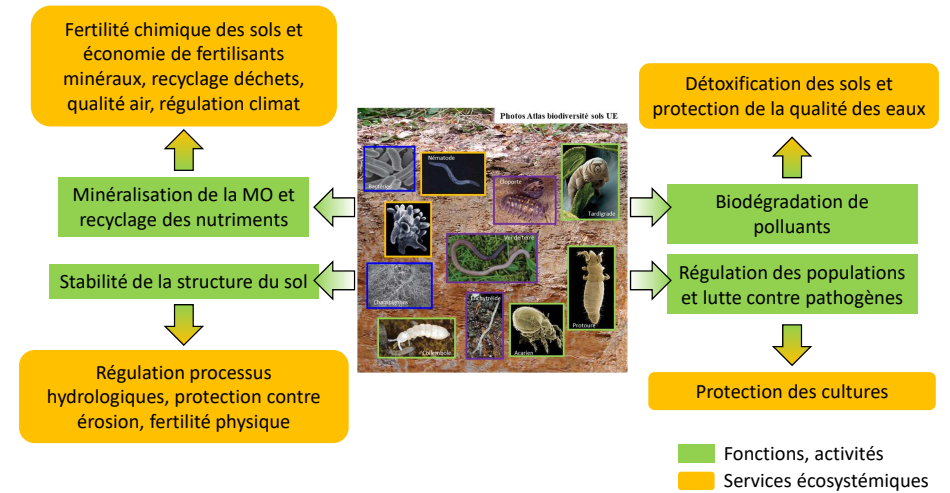 Fertilité chimique des sols et
économie de fertilisants
minéraux, recyclage déchets,
qualité air, régulation climat
Détoxification des sols et
protection de la qualité des eaux
Photos Atlas biodiversité sols UE
Bactéries
Nématode
Cloporte
Tardigrade
Minéralisation de la MO et
recyclage des nutriments
Biodégradation de
polluants
Ver de terre
Stabilité de la structure du sol
Régulation des populations
et lutte contre pathogènes
Champignons
Enchytréide
Protoure
Collembole
Acarien
Régulation processus
hydrologiques, protection contre
érosion, fertilité physique
Protection des cultures
Fonctions, activités
Services écosystémiques